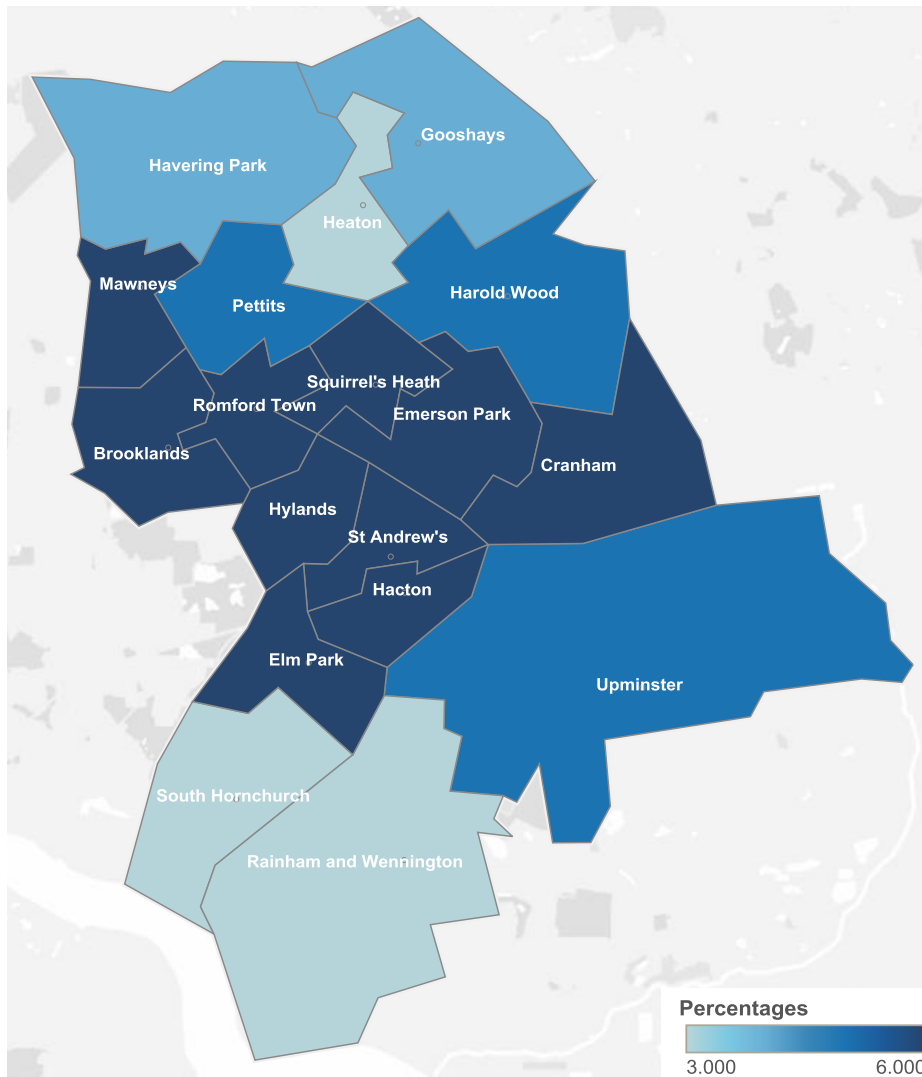 Gooshays
Havering Park
Heaton
Mawneys
Harold Wood
Pettits
Squirrel's Heath
Romford Town
Emerson Park
Brooklands
Cranham
Hylands
St Andrew's
Hacton
Elm Park
Upminster
South Hornchurch
Rainham and Wennington
Percentages
3.000 6.000